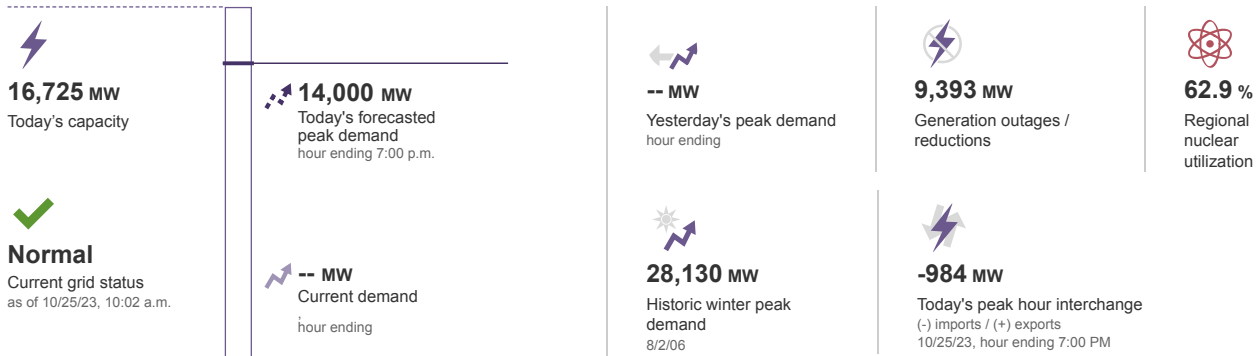 16,725 MW
Today's capacity
14,000 MW
Today's forecasted
peak demand
hour ending 7:00 p.m.
-- MW
Yesterday's peak demand
hour ending
9,393 MW
Generation outages /
reductions
62.9 %
Regional
nuclear
utilization
Normal
Current grid status
as of 10/25/23, 10:02 a.m.
-- MW
Current demand
,
hour ending
28,130 MW
Historic winter peak
demand
8/2/06
-984 MW
Today's peak hour interchange
(-) imports / (+) exports
10/25/23, hour ending 7:00 PM